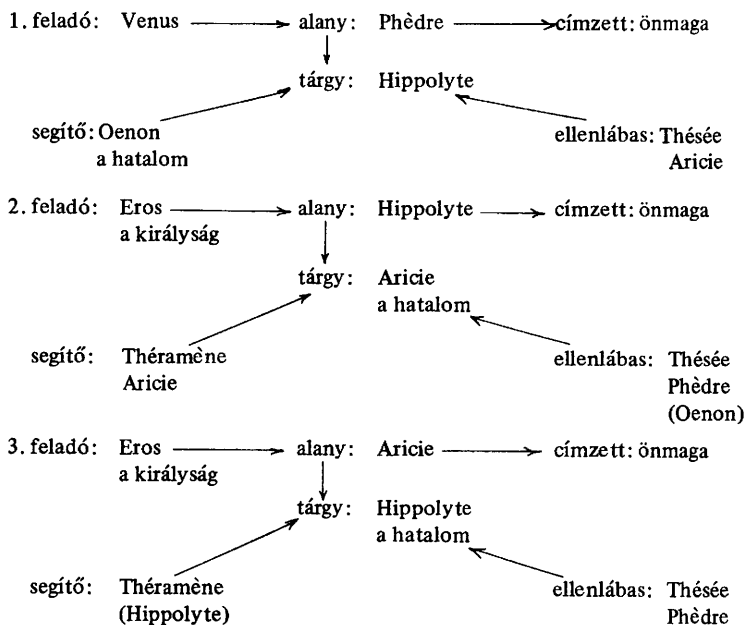 1. feladó: Venus alany: Phèdre címzett: önmaga
tárgy: Hippolyte
segítő: Oenon ellenlábas: Thésée
a hatalom Aricie
2. feladó: Eros alany: Hippolyte címzett: önmaga
a királyság
tárgy: Aricie
a hatalom
segítő: Théramène ellenlábas: Thésée
Aricie Phèdre
(Oenon)
3. feladó: Eros alany: Aricie címzett: önmaga
a királyság
tárgy: Hippolyte
a hatalom
segítő: Théramène ellenlábas: Thésée
(Hippolyte) Phèdre